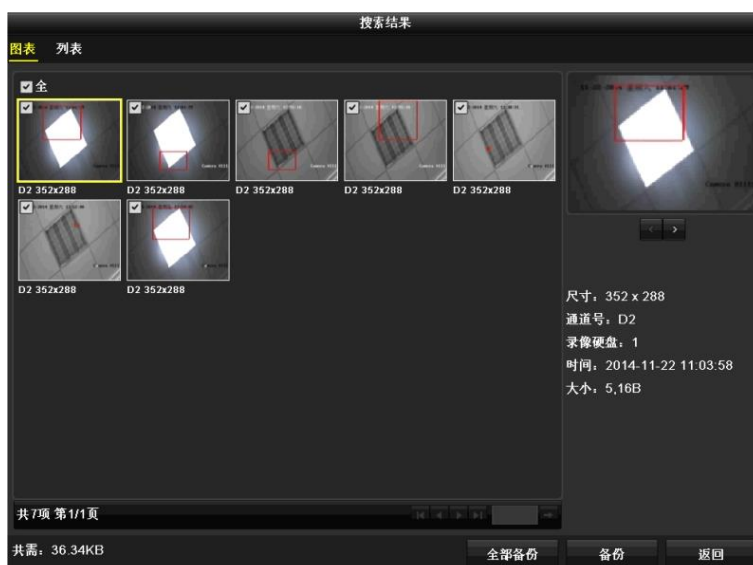 搜索结果
图表 列表
全
D2 352x288
D2 352x288
D2 352x288
D2 352x288
D2 352x288
D2 352x288
D2 352x288
尺寸：352 x 288
通道号：D2
录像硬盘：1
时间：2014-11-22 11:03:58
大小：5,16B
共7项 第1/1页
共需：36.34KB
全部备份 备份 返回